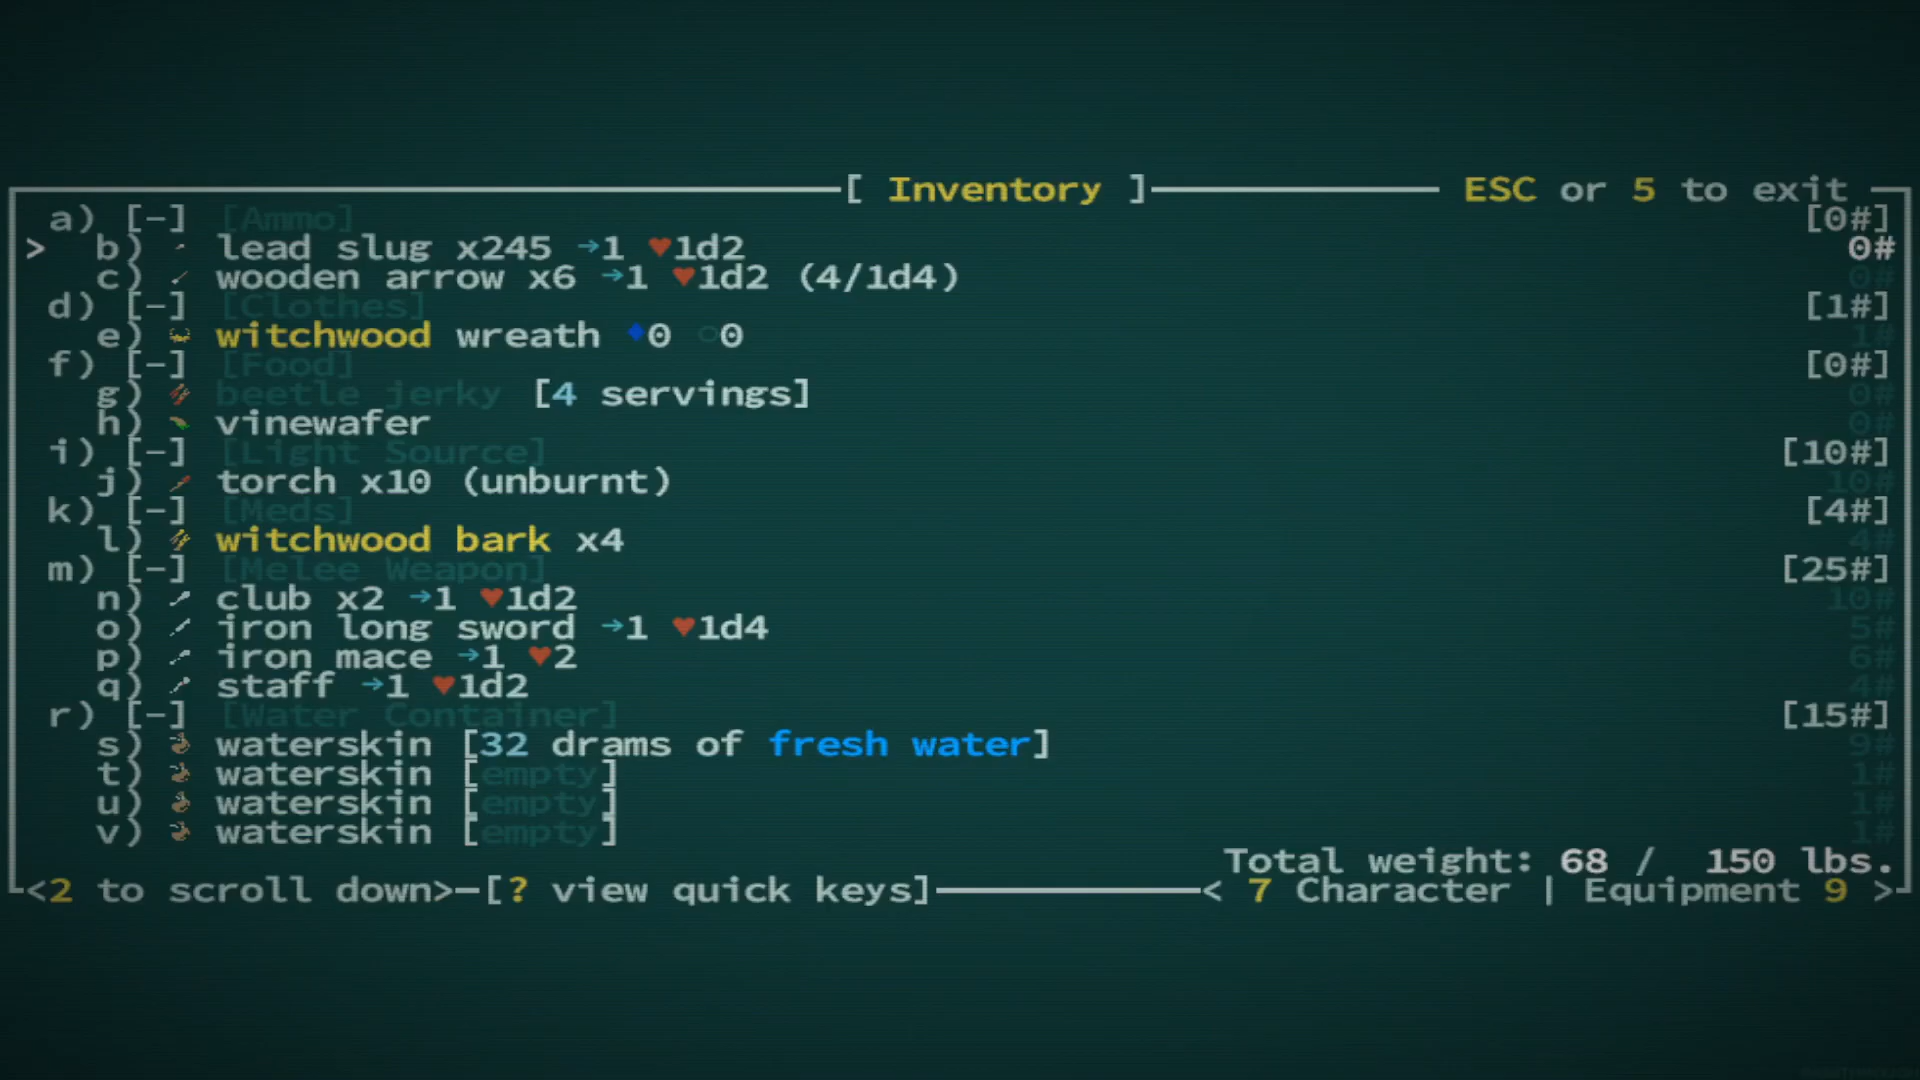 [ Inventory ] ESC or 5 to exit
a) [-] [Ammo] [0#]
> b) lead slug x245 →1 ♥1d2 0#
c) wooden arrow x6 →1 ♥1d2 (4/1d4) 0#
d) [-] [Clothes] [1#]
e) witchwood wreath ♦0 ○0 1#
f) [-] [Food] [0#]
g) beetle jerky [4 servings] 0#
h) vinewafer 0#
i) [-] [Light Source] [10#]
j) torch x10 (unburnt) 10#
k) [-] [Meds] [4#]
l) witchwood bark x4 4#
m) [-] [Melee Weapon] [25#]
n) club x2 →1 ♥1d2 10#
o) iron long sword →1 ♥1d4 5#
p) iron mace →1 ♥2 6#
q) staff →1 ♥1d2 4#
r) [-] [Water Container] [15#]
s) waterskin [32 drams of fresh water] 9#
t) waterskin [empty] 1#
u) waterskin [empty] 1#
v) waterskin [empty] 1#
Total weight: 68 / 150 lbs.
<2 to scroll down> [? view quick keys] < 7 Character | Equipment 9 >